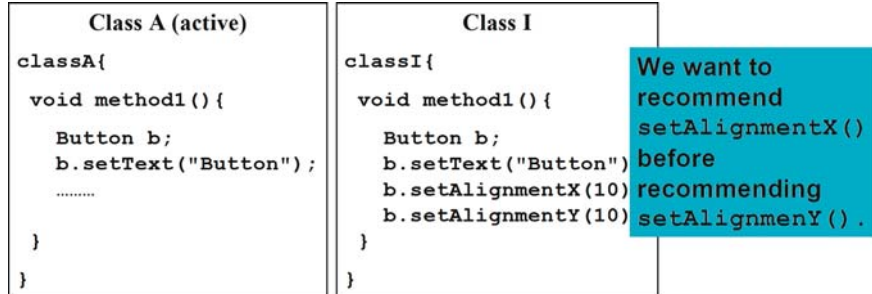 Class A (active)
classA{
void method1(){
Button b;
b.setText("Button");
.........
}
}
Class I
classI{
void method1(){
Button b;
b.setText("Button")
b.setAlignmentX(10)
b.setAlignmentY(10)
}
}
We want to
recommend
setAlignmentX()
before
recommending
setAlignmenY().